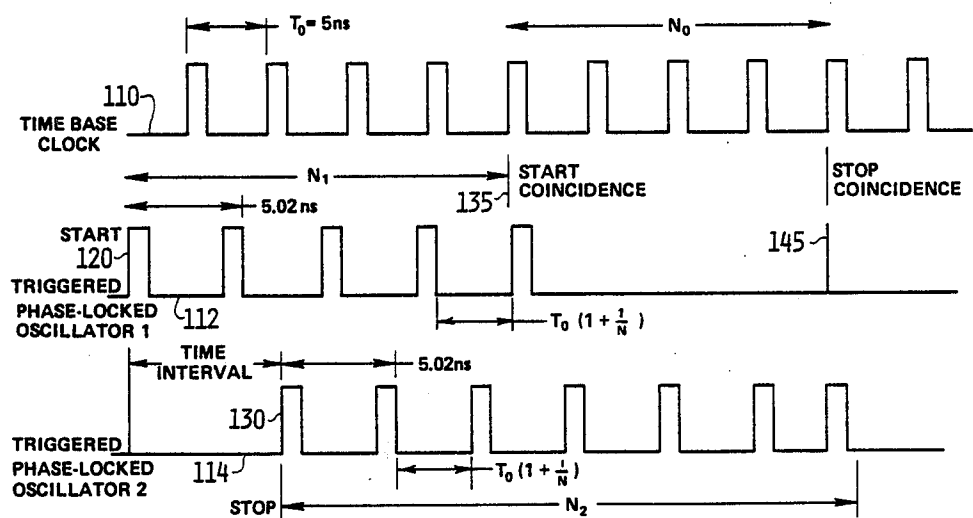 T₀ = 5ns
N₀
110
TIME BASE
CLOCK
N₁
START
COINCIDENCE
135
STOP
COINCIDENCE
5.02 ns
START
120
145
TRIGGERED
PHASE-LOCKED
OSCILLATOR 1
112
T₀ (1 + 1/N)
TIME
INTERVAL
5.02ns
130
TRIGGERED
PHASE-LOCKED
OSCILLATOR 2
114
T₀ (1 + 1/N)
STOP
N₂